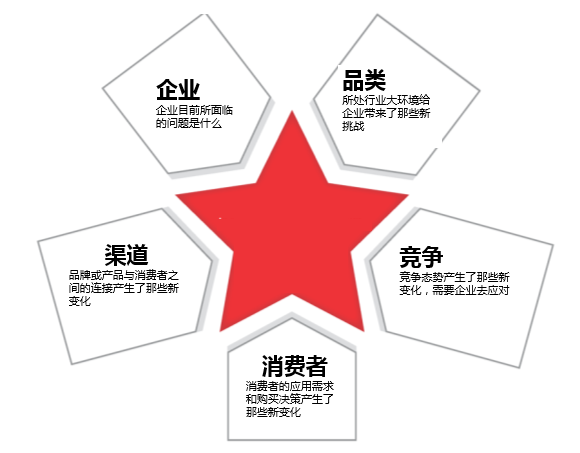 企业
企业目前所面临
的问题是什么
品类
所处行业大环境给
企业带来了那些新
挑战
渠道
品牌或产品与消费者之
间的连接产生了那些新
变化
竞争
竞争态势产生了那些新
变化，需要企业去应对
消费者
消费者的应用需求
和购买决策产生了
那些新变化